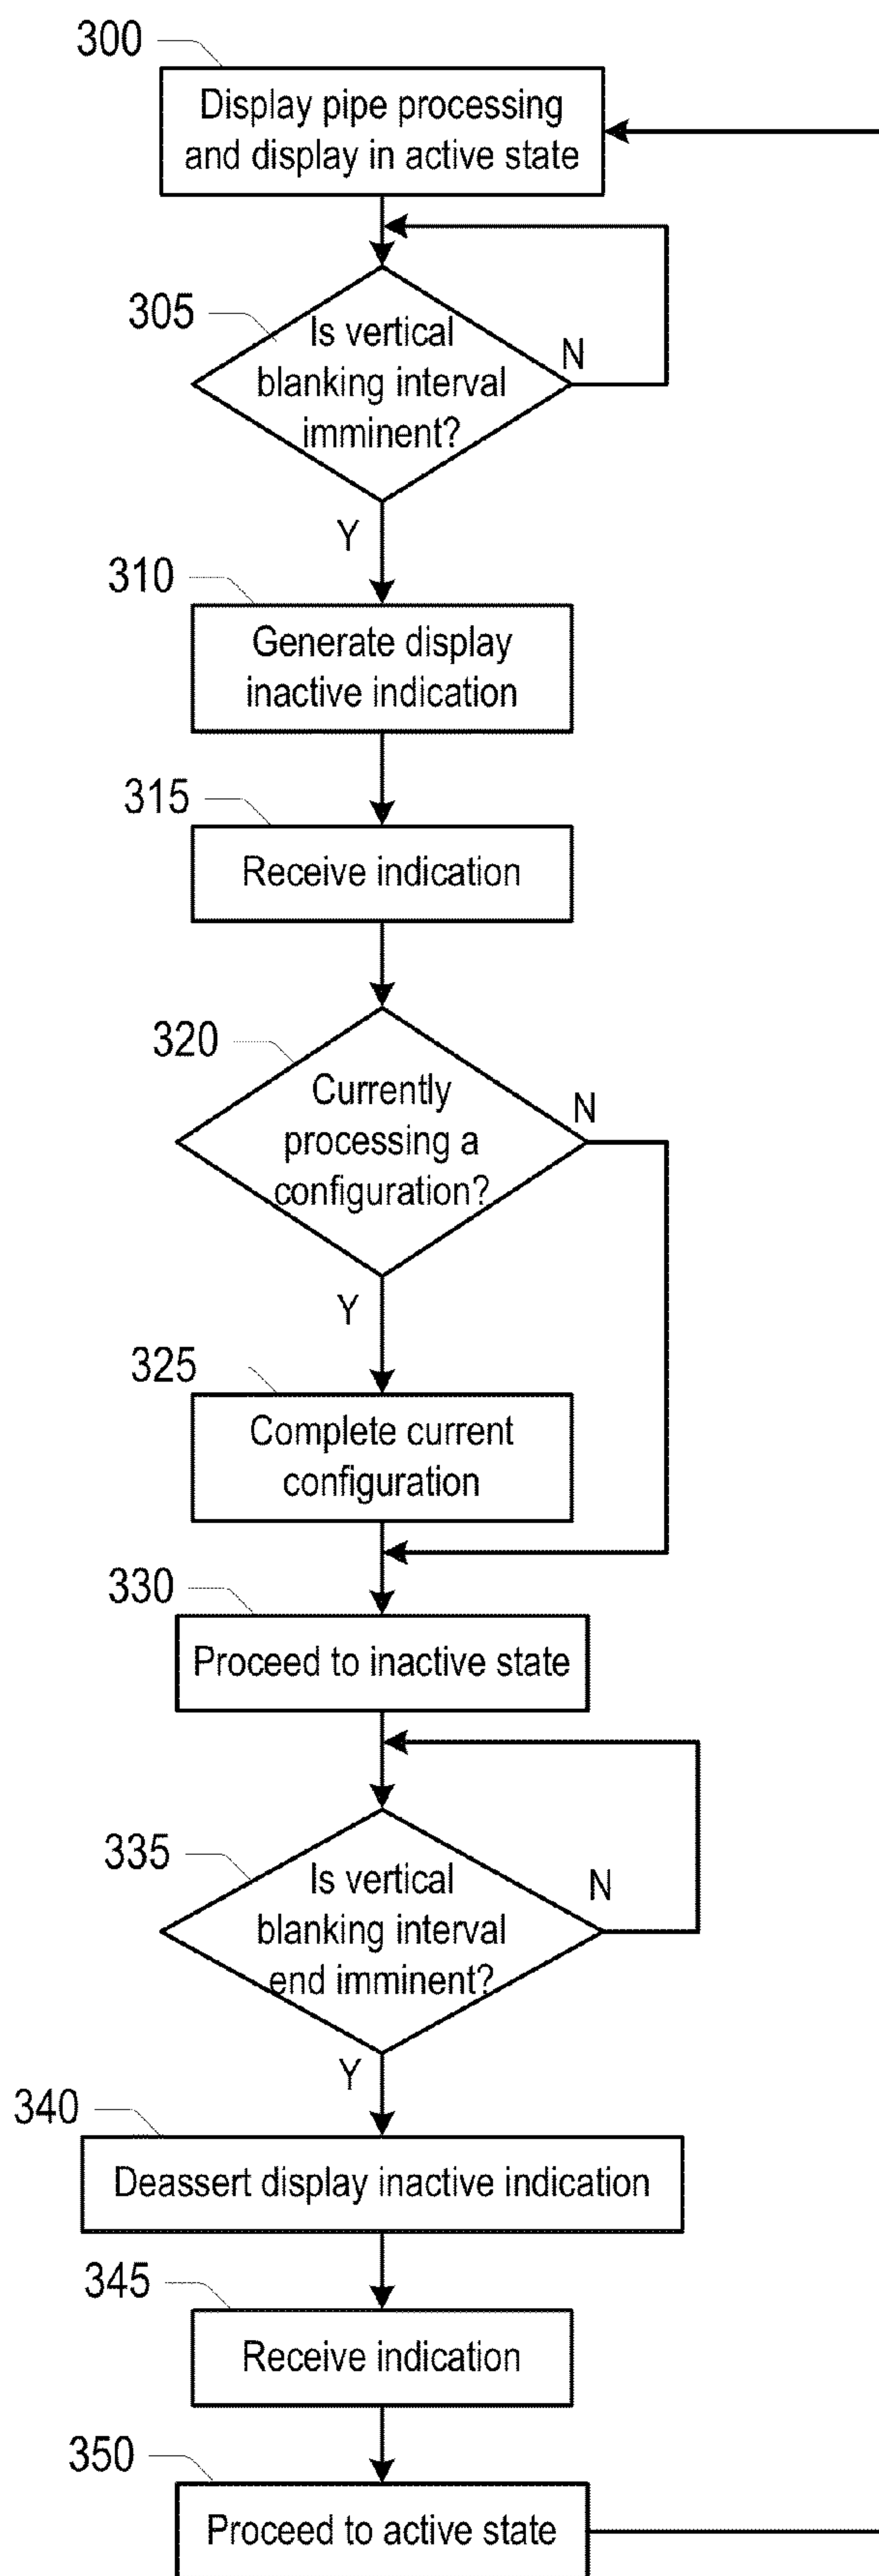 300
Display pipe processing
and display in active state
305
Is vertical
blanking interval
imminent?
N
Y
310
Generate display
inactive indication
315
Receive indication
320
Currently
processing a
configuration?
N
Y
325
Complete current
configuration
330
Proceed to inactive state
335
Is vertical
blanking interval
end imminent?
N
Y
340
Deassert display inactive indication
345
Receive indication
350
Proceed to active state